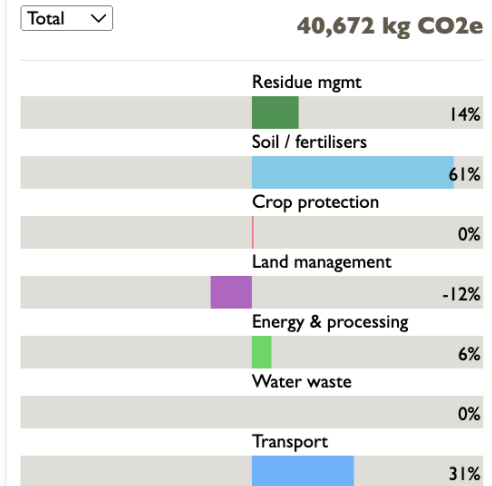 Total
40,672 kg CO2e
Residue mgmt
14%
Soil / fertilisers
61%
Crop protection
0%
Land management
-12%
Energy & processing
6%
Water waste
0%
Transport
31%